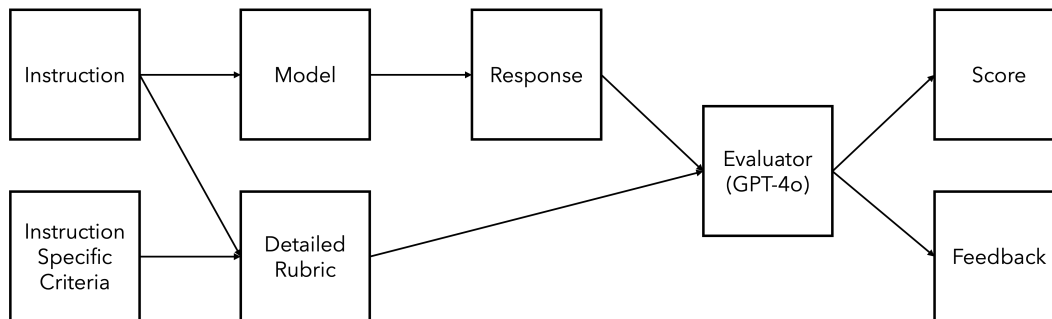 Instruction
Model
Response
Score
Evaluator
(GPT-4o)
Instruction
Specific
Criteria
Detailed
Rubric
Feedback